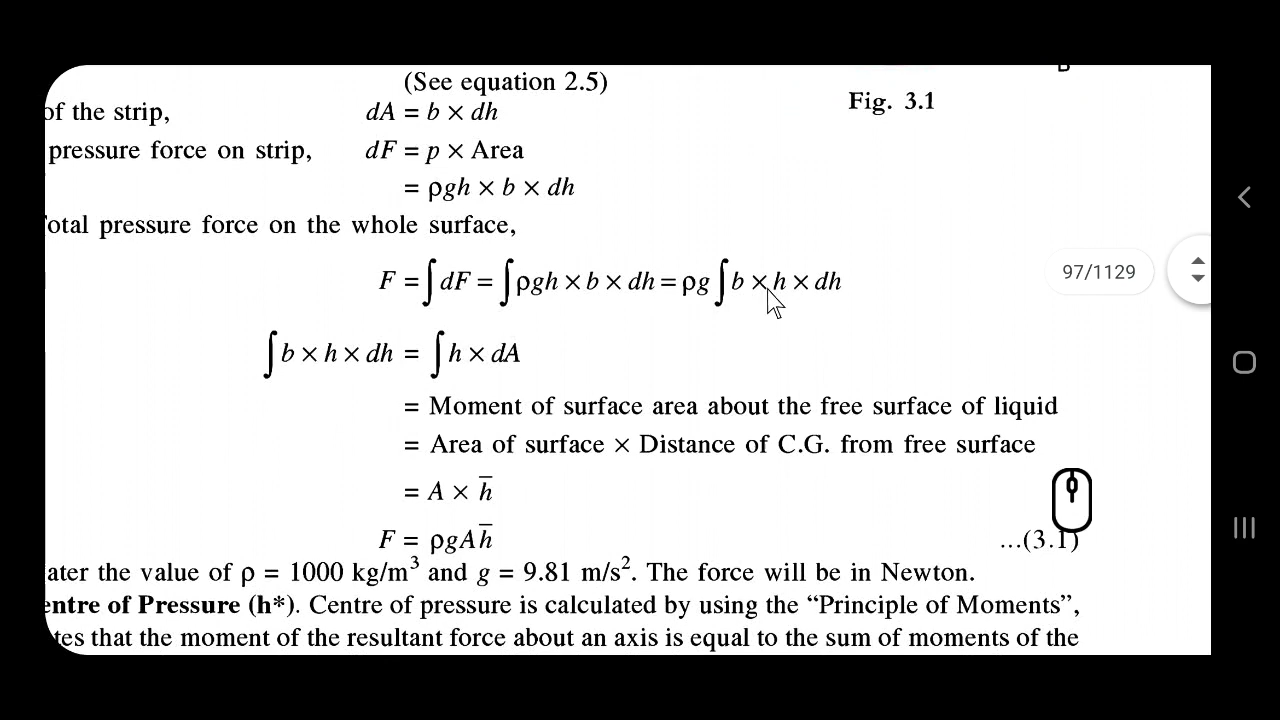 (See equation 2.5)
Fig. 3.1
of the strip, dA = b × dh
pressure force on strip, dF = p × Area
= ρgh × b × dh
otal pressure force on the whole surface,
F = ∫ dF = ∫ ρgh × b × dh = ρg ∫ b × h × dh
97/1129
∫ b × h × dh = ∫ h × dA
= Moment of surface area about the free surface of liquid
= Area of surface × Distance of C.G. from free surface
= A × h̅
F = ρgAh̅ ...(3.1)
ater the value of ρ = 1000 kg/m³ and g = 9.81 m/s². The force will be in Newton.
entre of Pressure (h*). Centre of pressure is calculated by using the “Principle of Moments”,
tes that the moment of the resultant force about an axis is equal to the sum of moments of the